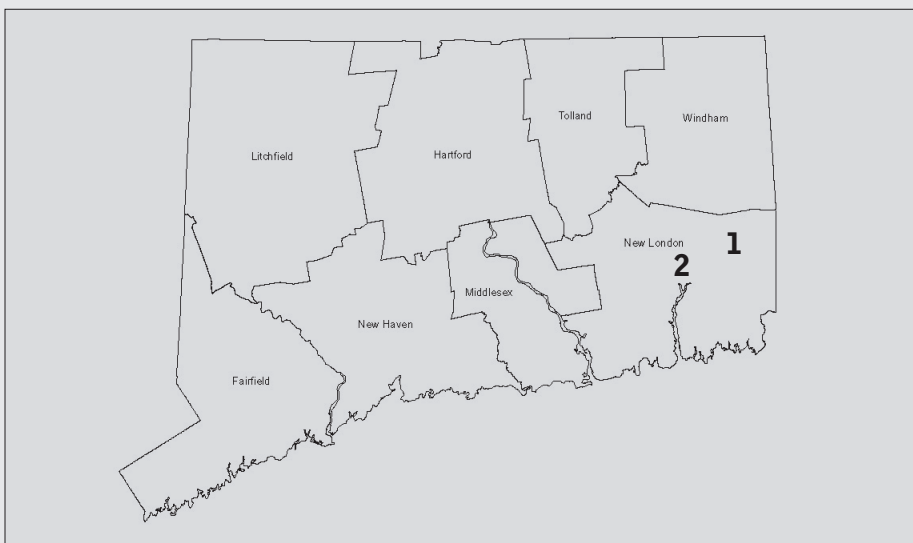 Tolland
Windham
Litchfield
Hartford
New London
1
2
Middlesex
New Haven
Fairfield